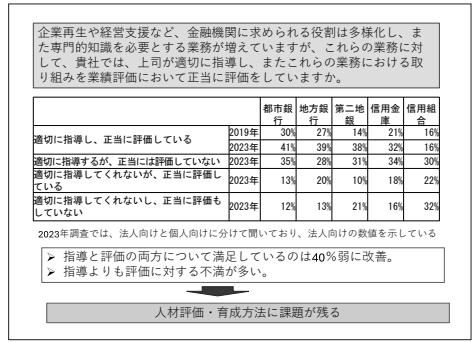 企業再生や経営支援など、金融機関に求められる役割は多様化し、ま
た専門的知識を必要とする業務が増えていますが、これらの業務に対
して、貴社では、上司が適切に指導し、またこれらの業務における取
り組みを業績評価において正当に評価をしていますか。
都市銀行 地方銀行 第二地銀 信用金庫 信用組合
適切に指導し、正当に評価している 2019年 30% 27% 14% 21% 16%
2023年 41% 39% 38% 32% 16%
適切に指導するが、正当には評価していない 2023年 35% 28% 31% 34% 30%
適切に指導してくれないが、正当に評価し
ている 2023年 13% 20% 10% 18% 22%
適切に指導してくれないし、正当に評価も
していない 2023年 12% 13% 21% 16% 32%
2023年調査では、法人向けと個人向けに分けて聞いており、法人向けの数値を示している
➢ 指導と評価の両方について満足しているのは40%弱に改善。
➢ 指導よりも評価に対する不満が多い。
人材評価・育成方法に課題が残る